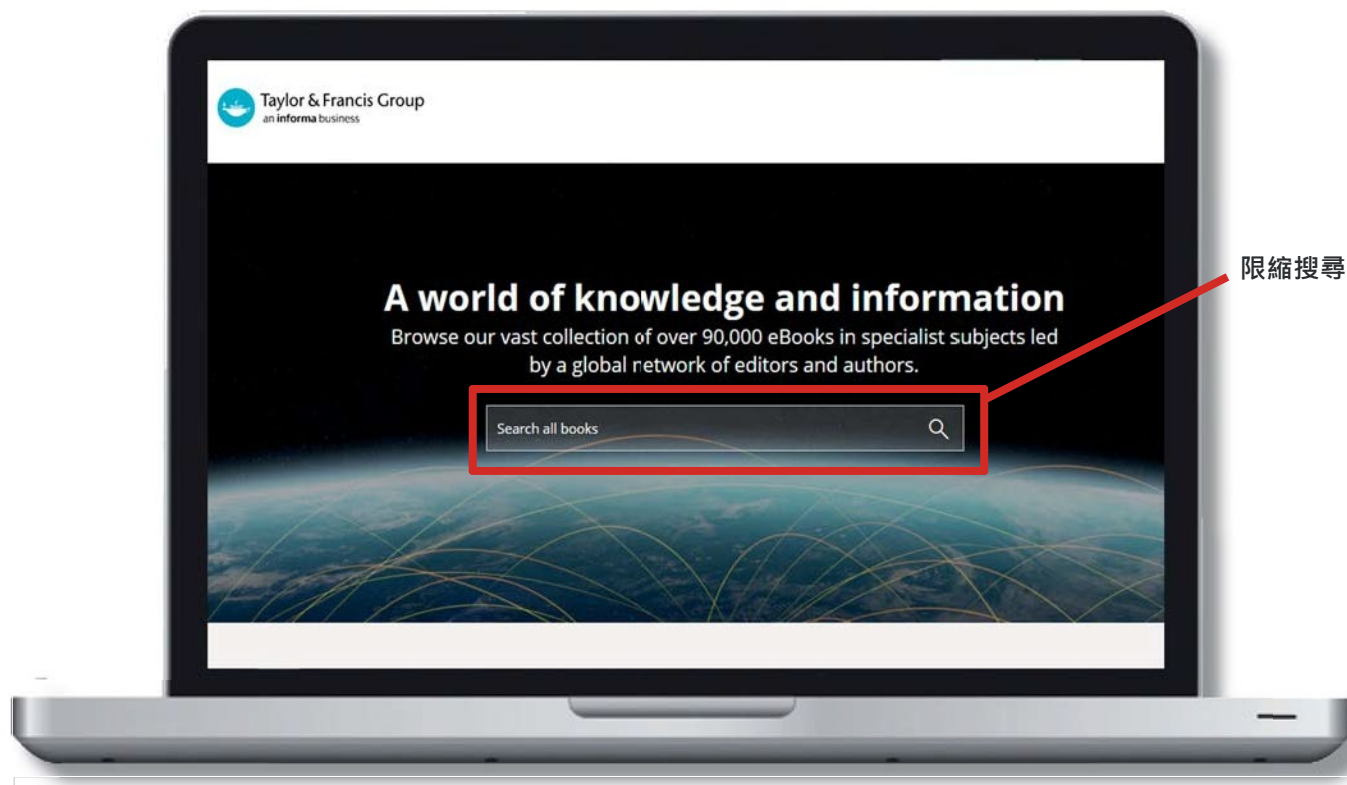 Taylor & Francis Group
an informa business
限縮搜尋
A world of knowledge and information
Browse our vast collection of over 90,000 eBooks in specialist subjects led
by a global network of editors and authors.
Search all books